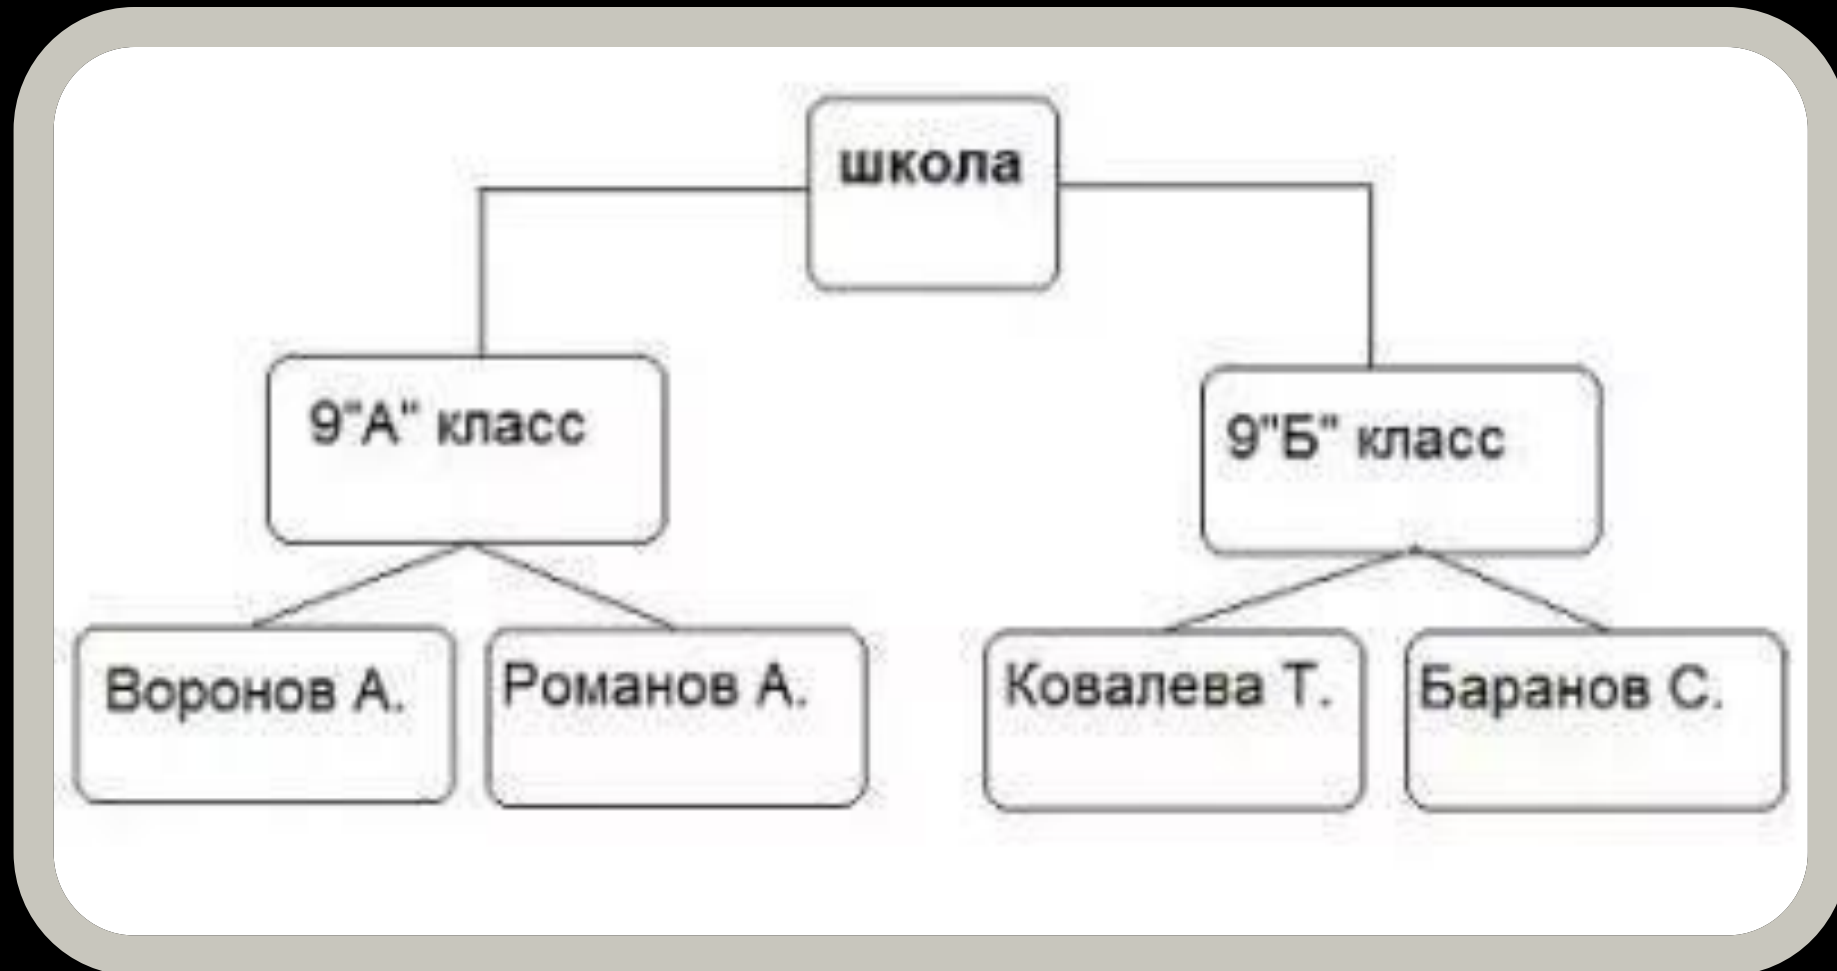 школа
9"А" класс
9"Б" класс
Воронов А.
Романов А.
Ковалева Т.
Баранов С.